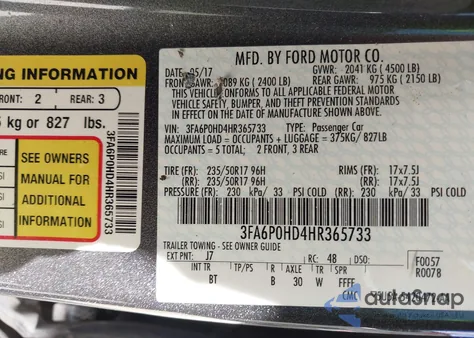 NG INFORMATION
FRONT: 2 REAR: 3
kg or 827 lbs.
SEE OWNERS
MANUAL FOR
ADDITIONAL
INFORMATION
3FA6P0HD4HR365733
MFD. BY FORD MOTOR CO.
DATE: 05/17 GVWR: 2041 KG ( 4500 LB)
FRONT GAWR: 1089 KG ( 2400 LB) REAR GAWR: 975 KG ( 2150 LB)
THIS VEHICLE CONFORMS TO ALL APPLICABLE FEDERAL MOTOR
VEHICLE SAFETY, BUMPER, AND THEFT PREVENTION STANDARDS
IN EFFECT ON THE DATE OF MANUFACTURE SHOWN ABOVE.
VIN: 3FA6P0HD4HR365733 TYPE: Passenger Car
MAXIMUM LOAD = OCCUPANTS + LUGGAGE = 375KG/ 827LB
OCCUPANTS = 5 TOTAL; 2 FRONT, 3 REAR
TIRE (FR): 235/50R17 96H RIMS (FR): 17x7.5J
(RR): 235/50R17 96H (RR): 17x7.5J
PRESSURE (FR): 230 kPa/ 33 PSI COLD (RR) 230 kPa/ 33 PSI COLD
3FA6P0HD4HR365733
TRAILER TOWING - SEE OWNER GUIDE
EXT PNT: J7 RC: 48 DSO: F0057
R0078
INT TR TP/PS R AXLE TR SPR
BT B 30 W FFFF
CMC
autoSnap